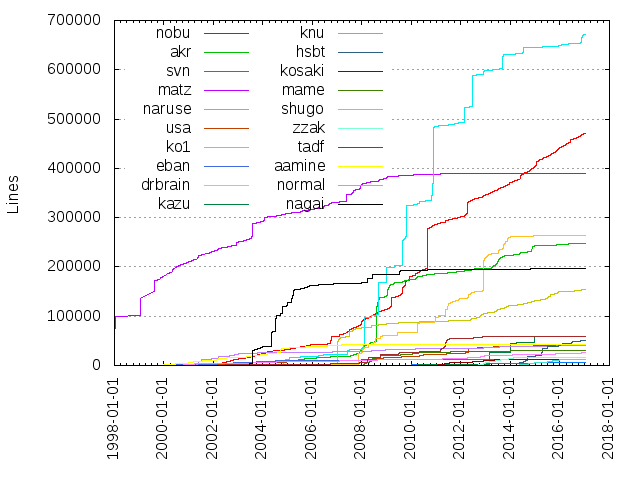 700000
600000
500000
400000
300000
200000
100000
0
Lines
nobu
akr
svn
matz
naruse
usa
ko1
eban
drbrain
kazu
knu
hsbt
kosaki
mame
shugo
zzak
tadf
aamine
normal
nagai
1998-01-01
2000-01-01
2002-01-01
2004-01-01
2006-01-01
2008-01-01
2010-01-01
2012-01-01
2014-01-01
2016-01-01
2018-01-01